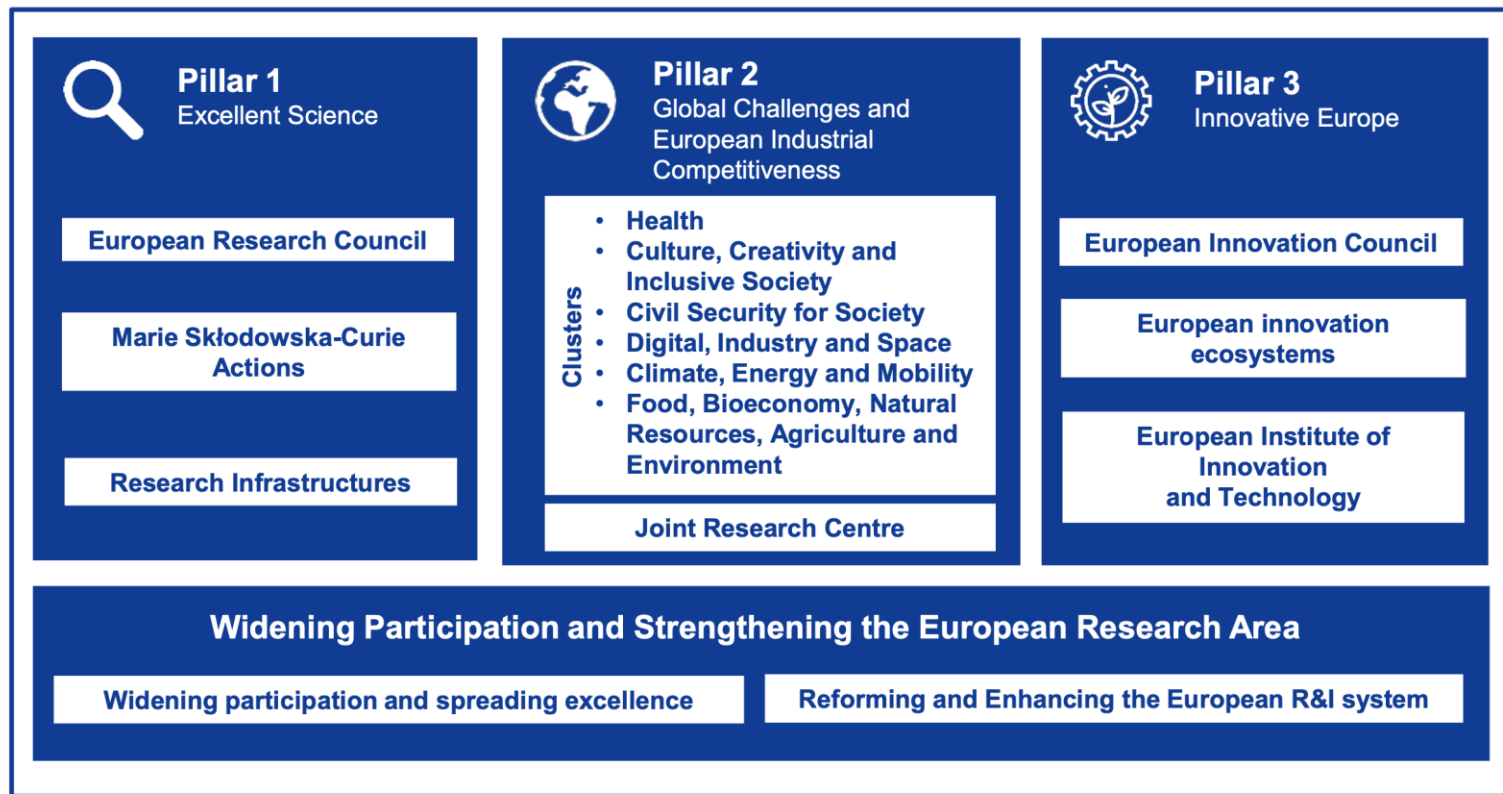 Pillar 1
Excellent Science
European Research Council
Marie Skłodowska-Curie
Actions
Research Infrastructures
Pillar 2
Global Challenges and
European Industrial
Competitiveness
Clusters
• Health
• Culture, Creativity and
Inclusive Society
• Civil Security for Society
• Digital, Industry and Space
• Climate, Energy and Mobility
• Food, Bioeconomy, Natural
Resources, Agriculture and
Environment
Joint Research Centre
Pillar 3
Innovative Europe
European Innovation Council
European innovation
ecosystems
European Institute of
Innovation
and Technology
Widening Participation and Strengthening the European Research Area
Widening participation and spreading excellence
Reforming and Enhancing the European R&I system